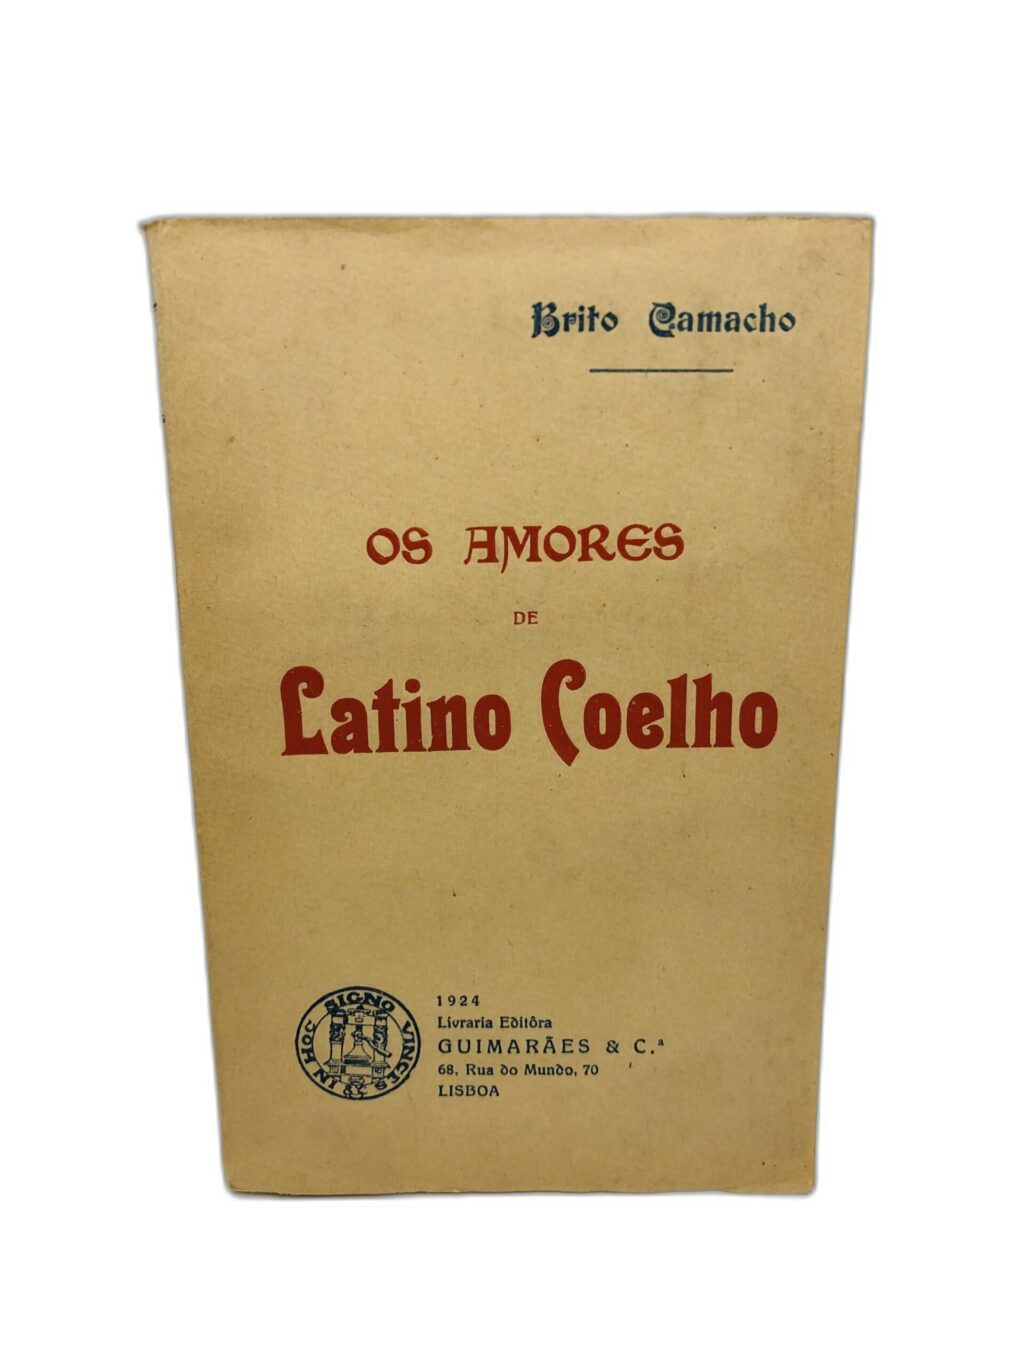 Brito Camacho
OS AMORES
DE
Latino Coelho
IN HOC SIGNO VINCES
1924
Livraria Editôra
GUIMARÃES & C.ª
68, Rua do Mundo, 70
LISBOA